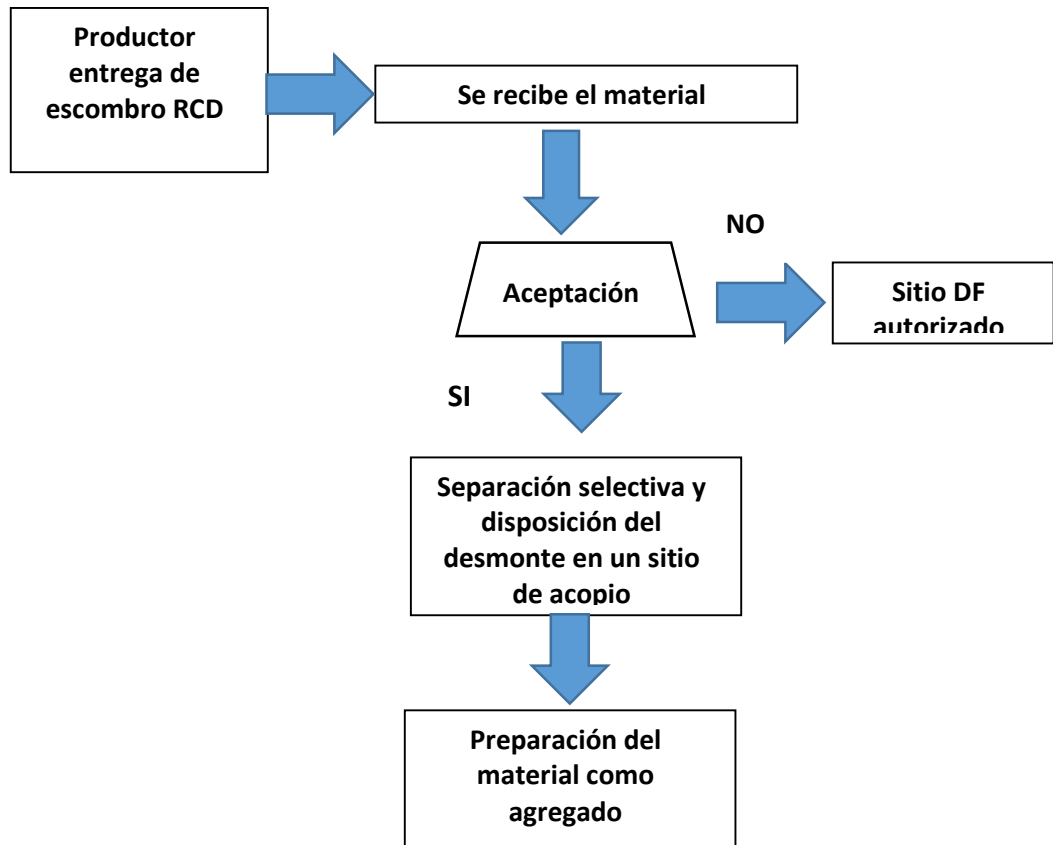 Productor
entrega de
escombro RCD
Se recibe el material
NO
Aceptación
Sitio DF
autorizado
SI
Separación selectiva y
disposición del
desmonte en un sitio
de acopio
Preparación del
material como
agregado